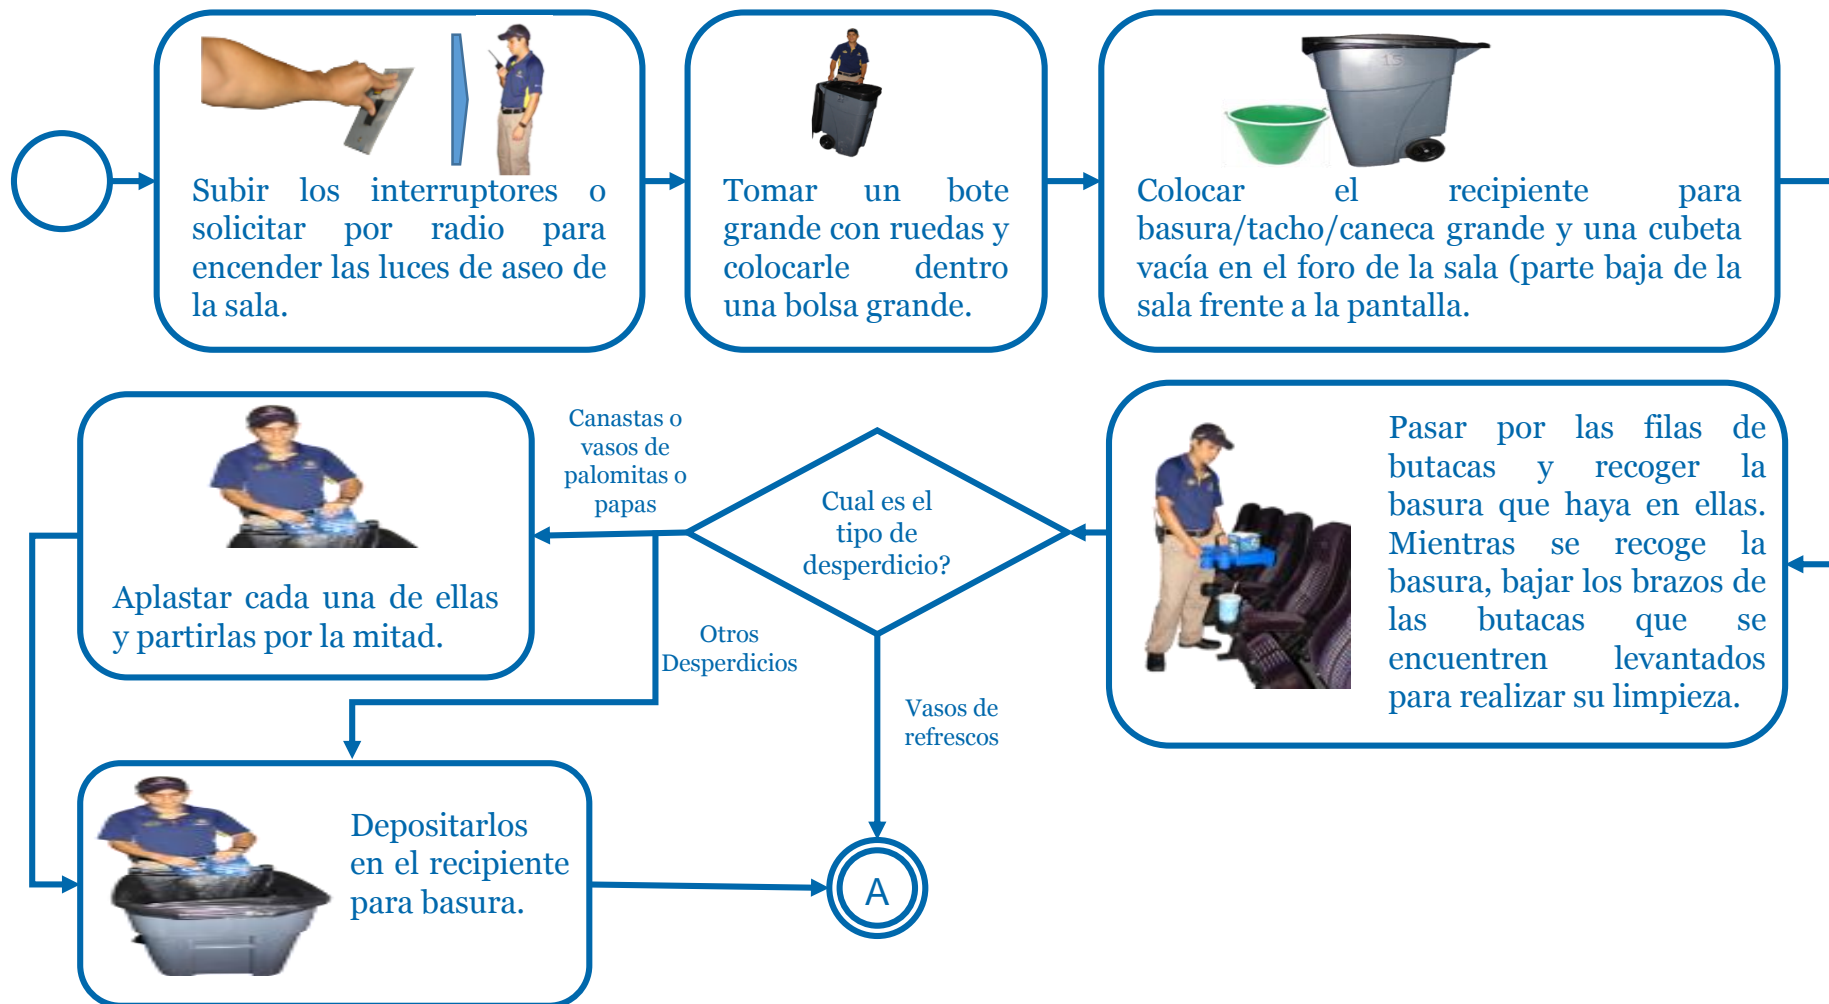 Subir los interruptores o
solicitar por radio para
encender las luces de aseo de
la sala.
Tomar un bote
grande con ruedas y
colocarle dentro
una bolsa grande.
15
Colocar el recipiente para
basura/tacho/caneca grande y una cubeta
vacía en el foro de la sala (parte baja de la
sala frente a la pantalla.
Pasar por las filas de
butacas y recoger la
basura que haya en ellas.
Mientras se recoge la
basura, bajar los brazos de
las butacas que se
encuentren levantados
para realizar su limpieza.
Cual es el
tipo de
desperdicio?
Canastas o
vasos de
palomitas o
papas
Aplastar cada una de ellas
y partirlas por la mitad.
Otros
Desperdicios
Vasos de
refrescos
Depositarlos
en el recipiente
para basura.
A